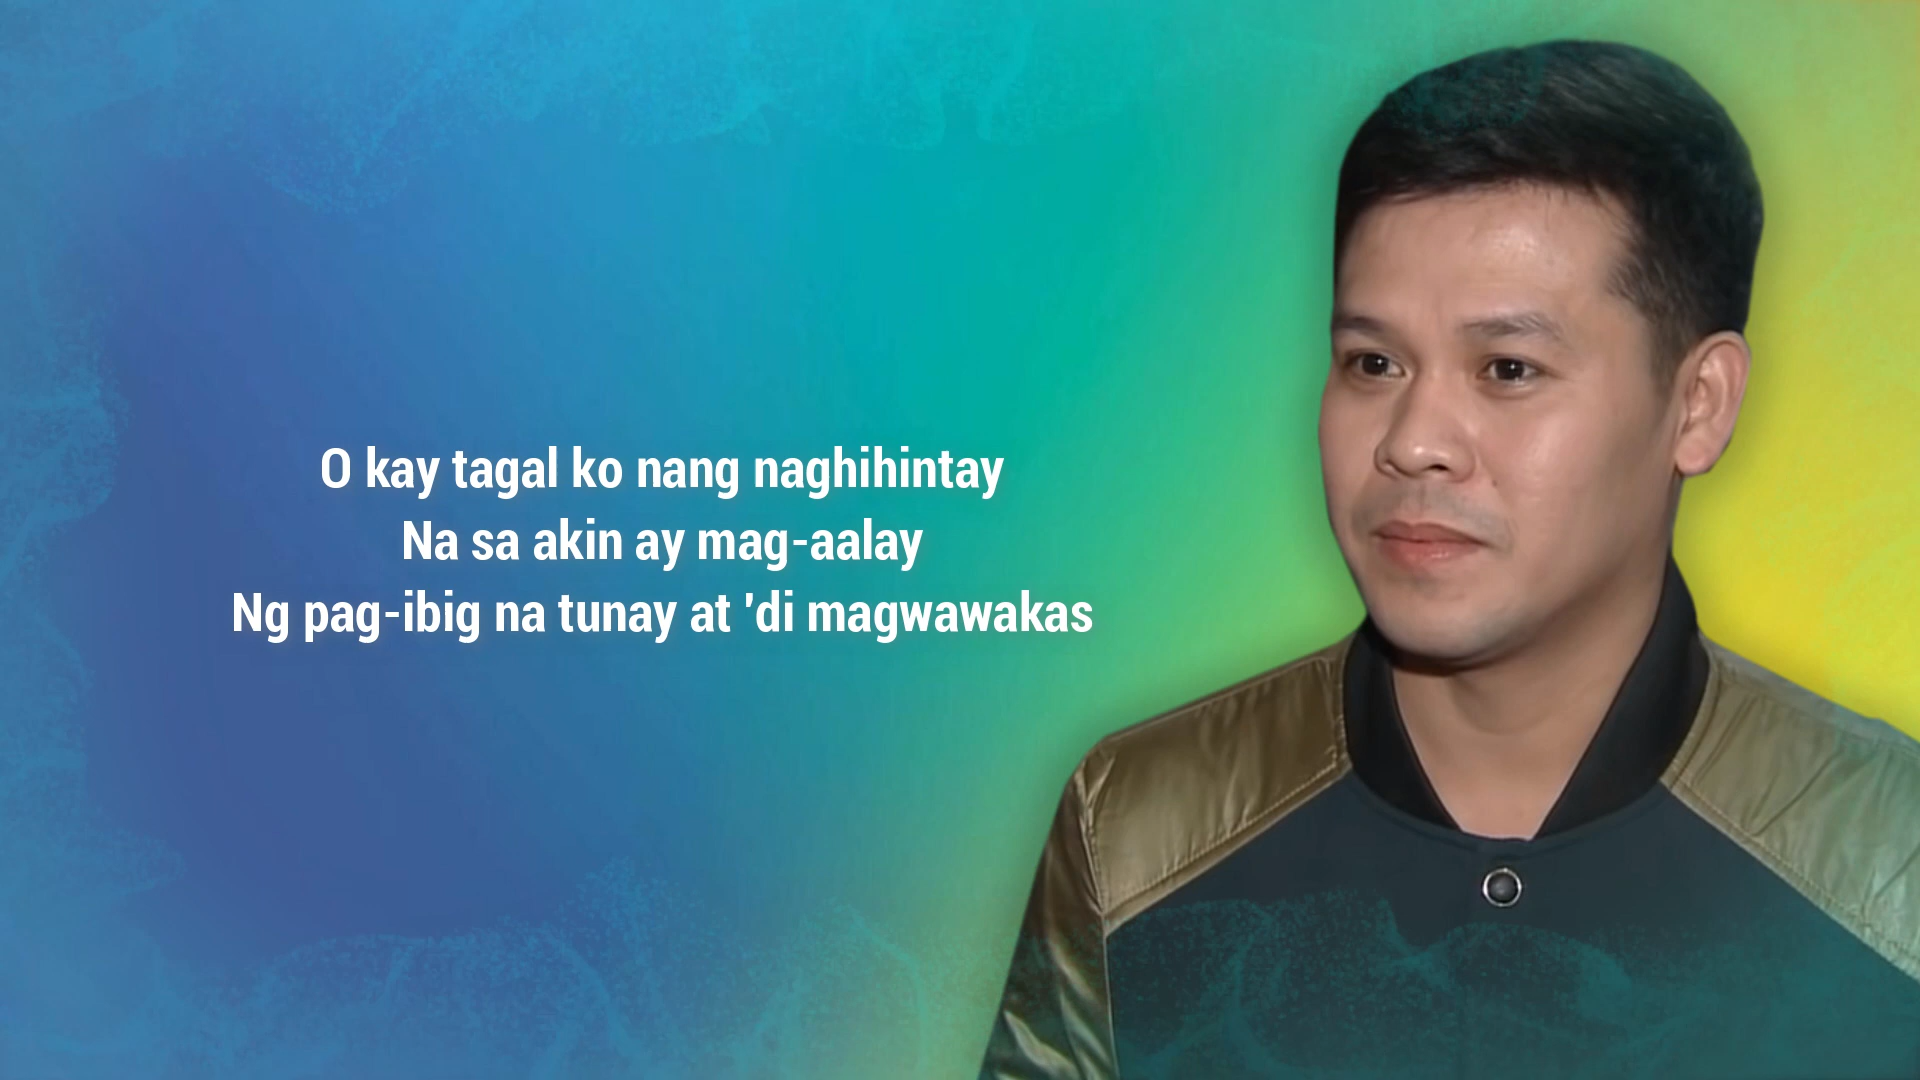 O kay tagal ko nang naghihintay
Na sa akin ay mag-aalay
Ng pag-ibig na tunay at 'di magwawakas